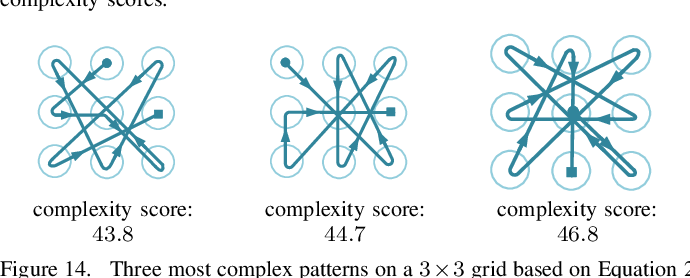 complexity scores.
complexity score:
43.8
complexity score:
44.7
complexity score:
46.8
Figure 14. Three most complex patterns on a 3×3 grid based on Equation 2